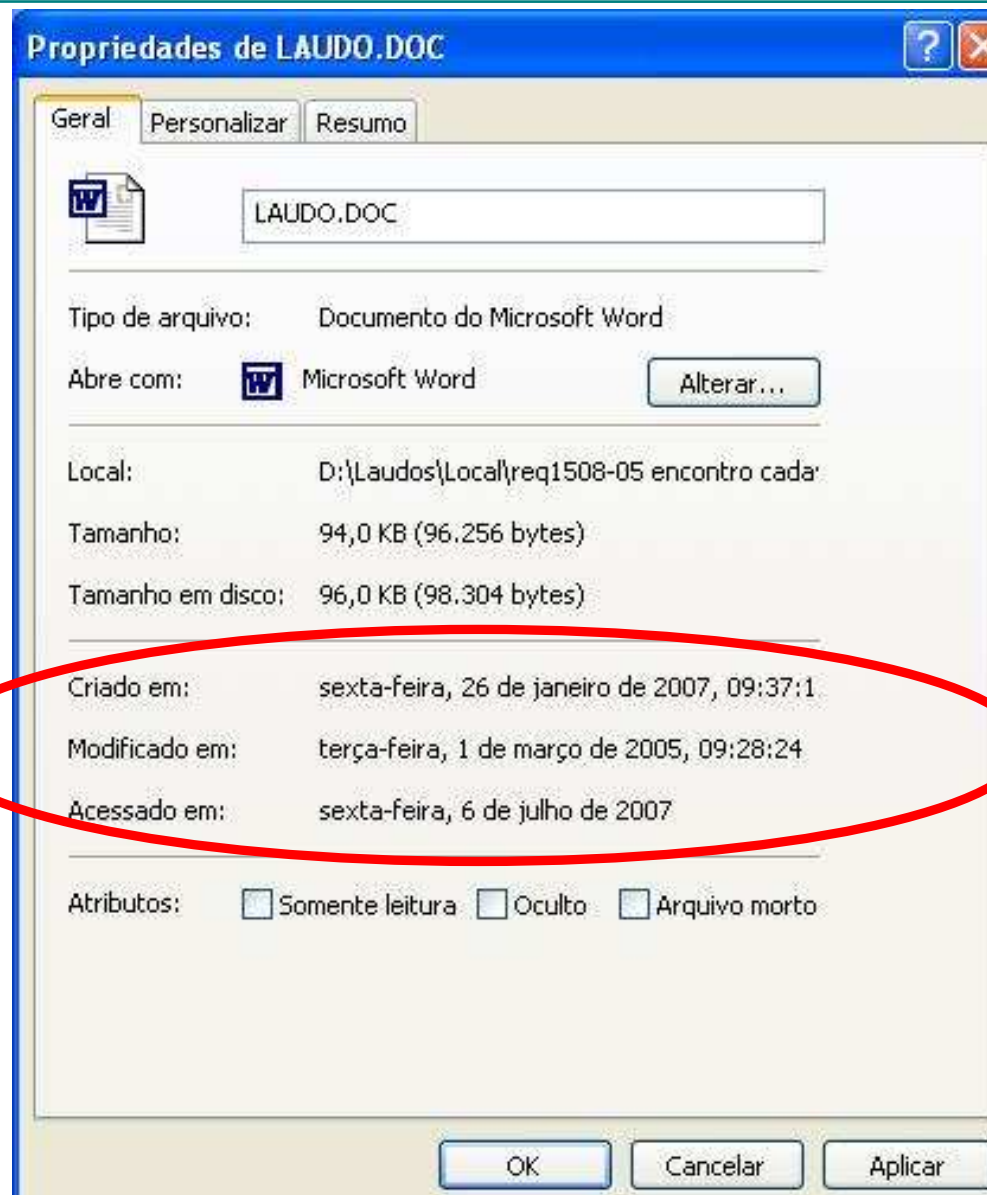 Propriedades de LAUDO.DOC
Geral Personalizar Resumo
LAUDO.DOC
Tipo de arquivo: Documento do Microsoft Word
Abre com: Microsoft Word Alterar...
Local: D:\Laudos\Local\req1508-05 encontro
Tamanho: 94,0 KB (96.256 bytes)
Tamanho em disco: 96,0 KB (98.304 bytes)
Criado em: sexta-feira, 26 de janeiro de 2007, 09:37:1
Modificado em: terça-feira, 1 de março de 2005, 09:28:24
Acessado em: sexta-feira, 6 de julho de 2007
Atributos: Somente leitura Oculto Arquivo morto
OK Cancelar Aplicar